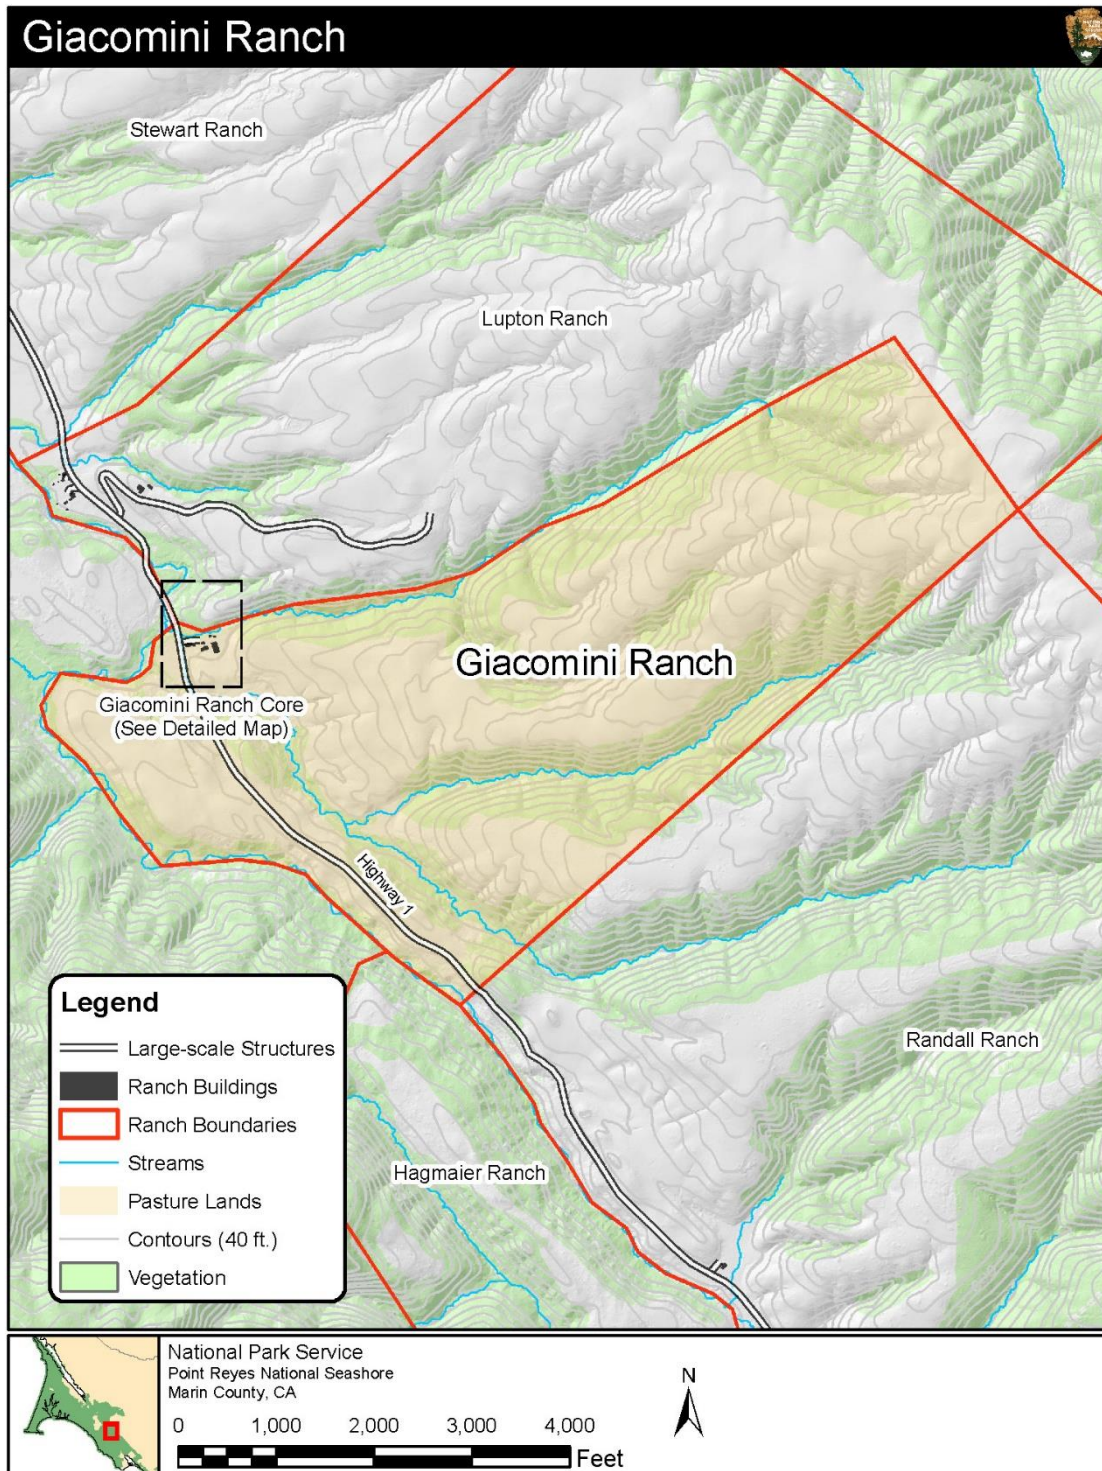 Giacomini Ranch
Stewart Ranch
Lupton Ranch
Giacomini Ranch
Giacomini Ranch Core
(See Detailed Map)
Highway 1
Randall Ranch
Hagmaier Ranch
Legend
Large-scale Structures
Ranch Buildings
Ranch Boundaries
Streams
Pasture Lands
Contours (40 ft.)
Vegetation
National Park Service
Point Reyes National Seashore
Marin County, CA
0 1,000 2,000 3,000 4,000
Feet
N